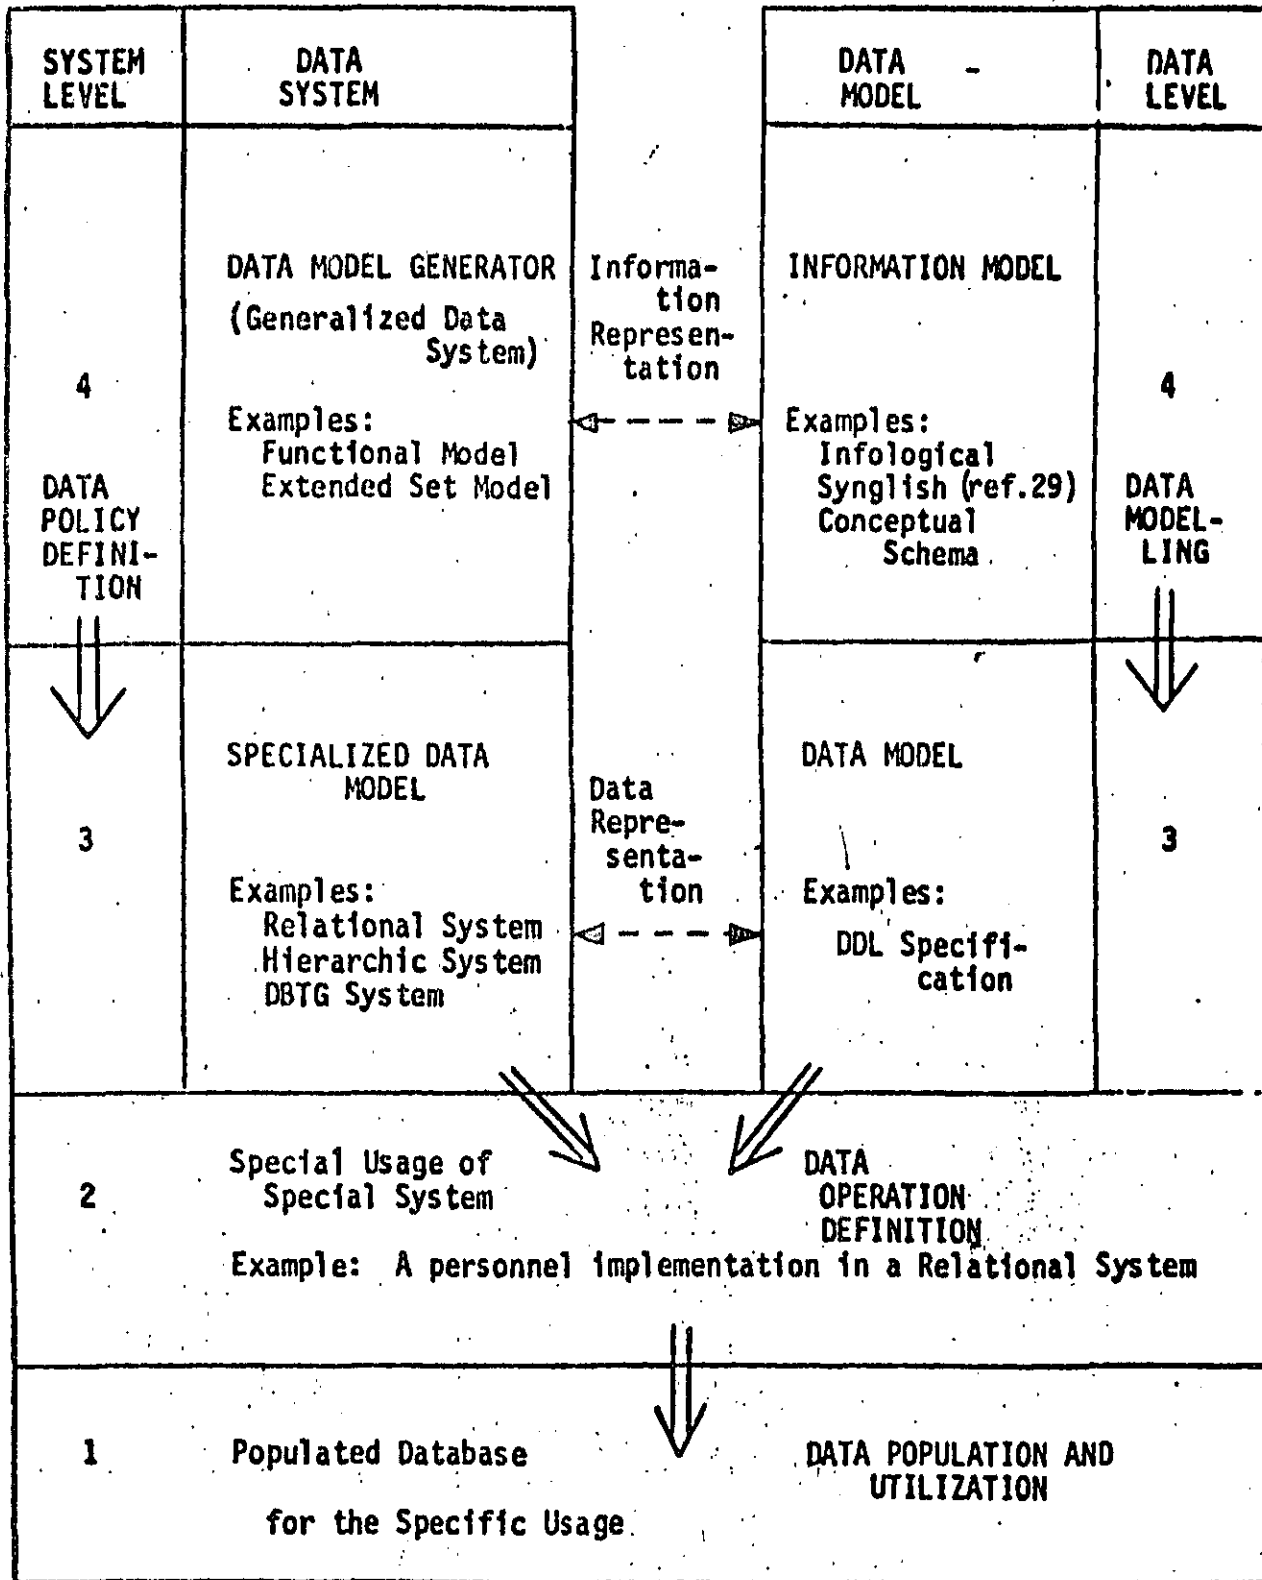 SYSTEM
LEVEL
DATA
SYSTEM
DATA
MODEL
DATA
LEVEL
DATA MODEL GENERATOR
(Generalized Data
System)
Examples:
Functional Model
Extended Set Model
4
DATA
POLICY
DEFINI-
TION
Informa-
tion
Represen-
tation
INFORMATION MODEL
Examples:
Infological
Synglish (ref.29)
Conceptual
Schema
4
DATA
MODEL-
LING
3
SPECIALIZED DATA
MODEL
Examples:
Relational System
Hierarchic System
DBTG System
Data
Repre-
senta-
tion
DATA MODEL
Examples:
DDL Specifi-
cation
3
2
Special Usage of
Special System
DATA
OPERATION
DEFINITION
Example: A personnel implementation in a Relational System
1
Populated Database
for the Specific Usage
DATA POPULATION AND
UTILIZATION